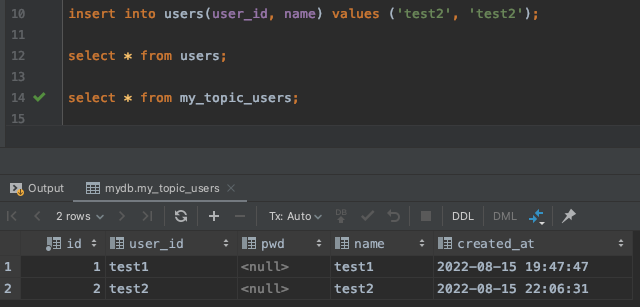 10 insert into users(user_id, name) values ('test2', 'test2');
11
12 select * from users;
13
14 select * from my_topic_users;
15
Output mydb.my_topic_users
2 rows Tx: Auto DB DDL DML
id user_id pwd name created_at
1 1 test1 <null> test1 2022-08-15 19:47:47
2 2 test2 <null> test2 2022-08-15 22:06:31